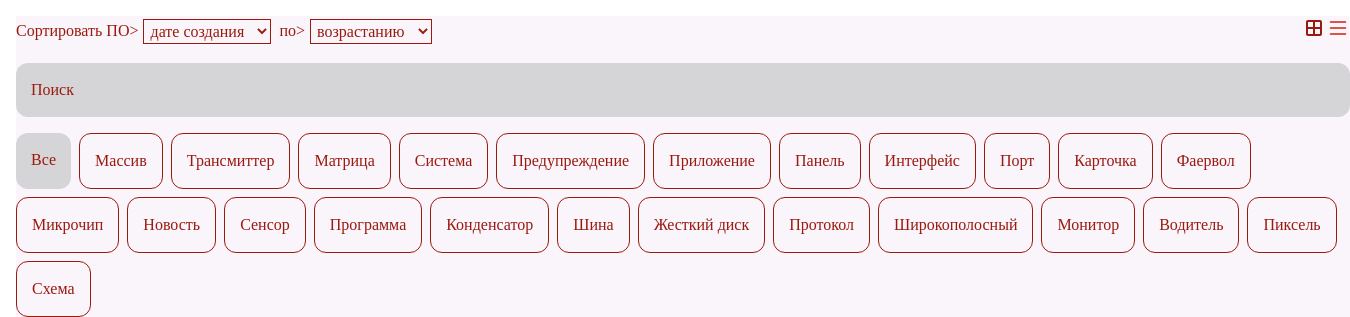 Сортировать ПО> дате создания по> возрастанию
Поиск
Все Массив Трансмиттер Матрица Система Предупреждение Приложение Панель Интерфейс Порт Карточка Фаервол
Микрочип Новость Сенсор Программа Конденсатор Шина Жесткий диск Протокол Широкополосный Монитор Водитель Пиксель
Схема